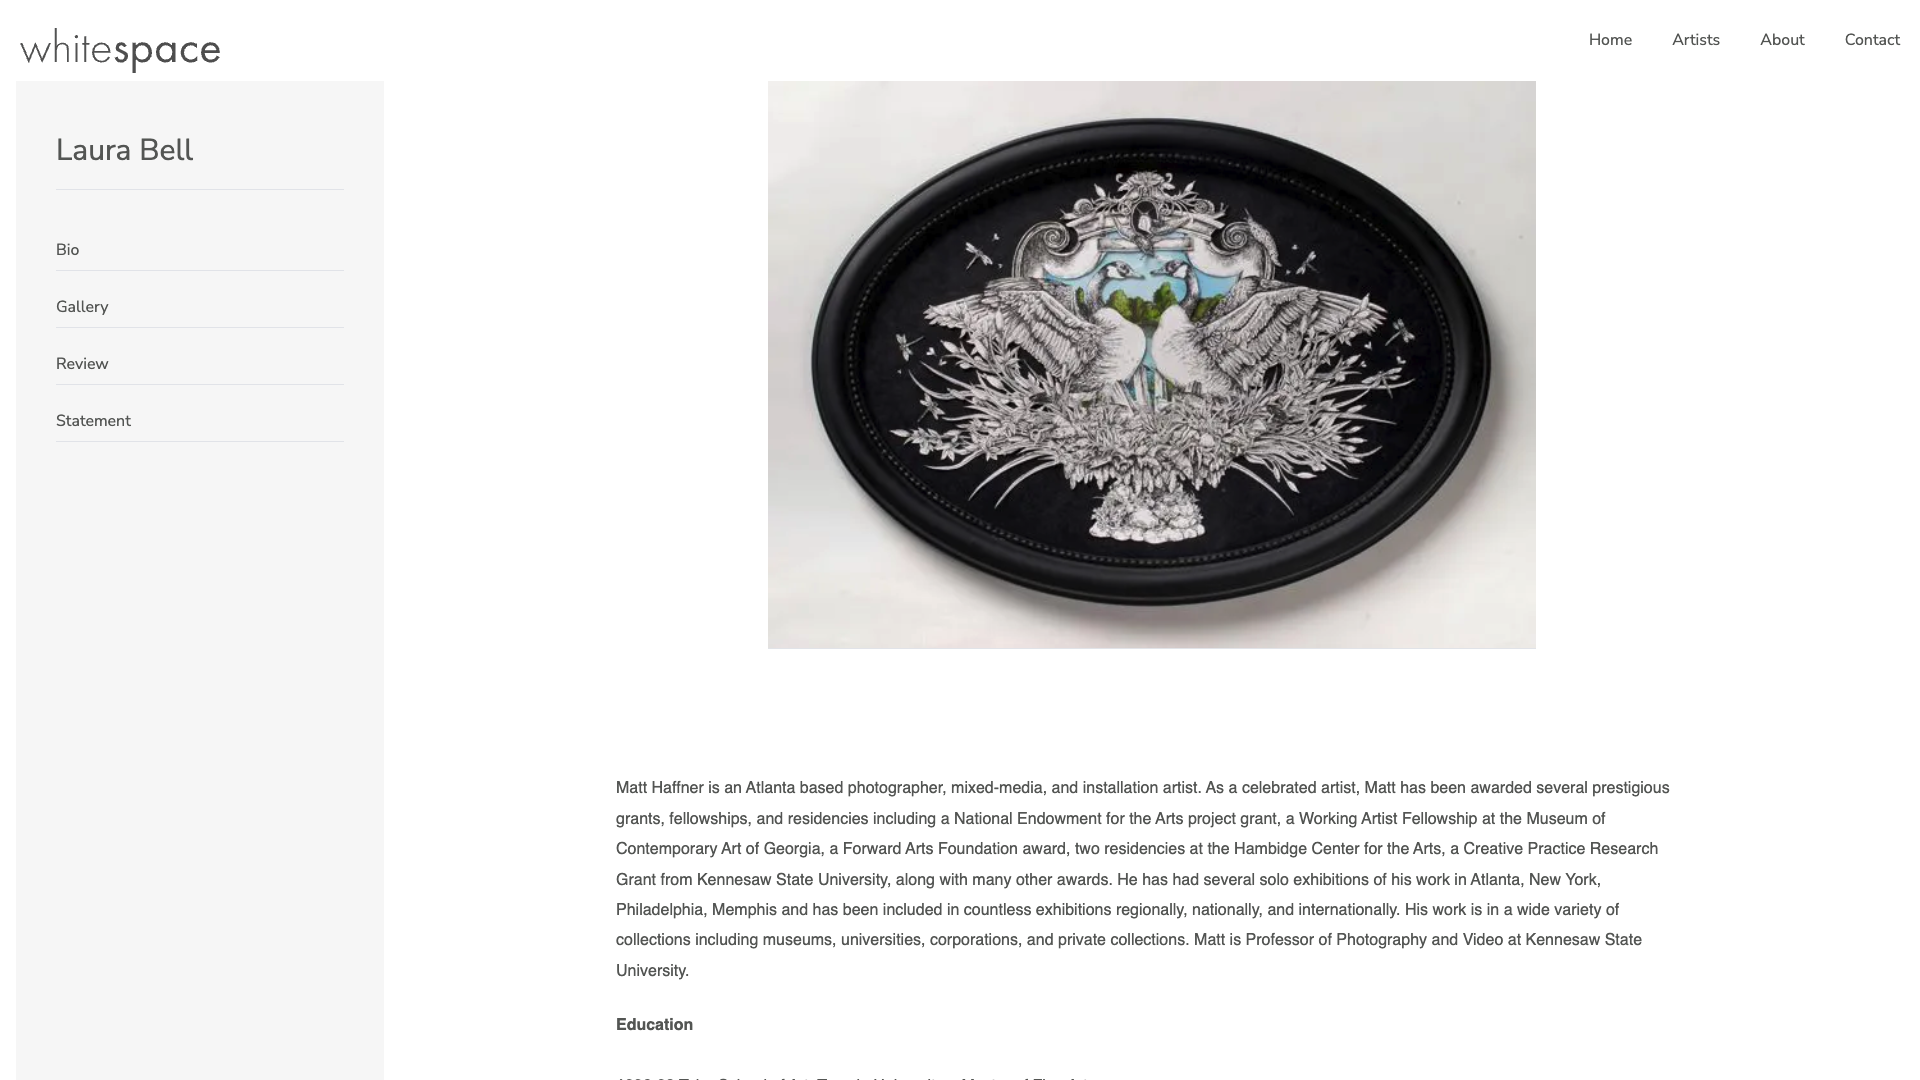 whitespace
Home
Artists
About
Contact
Laura Bell
Bio
Gallery
Review
Statement
Matt Haffner is an Atlanta based photographer, mixed-media, and installation artist. As a celebrated artist, Matt has been awarded several prestigious
grants, fellowships, and residencies including a National Endowment for the Arts project grant, a Working Artist Fellowship at the Museum of
Contemporary Art of Georgia, a Forward Arts Foundation award, two residencies at the Hambidge Center for the Arts, a Creative Practice Research
Grant from Kennesaw State University, along with many other awards. He has had several solo exhibitions of his work in Atlanta, New York,
Philadelphia, Memphis and has been included in countless exhibitions regionally, nationally, and internationally. His work is in a wide variety of
collections including museums, universities, corporations, and private collections. Matt is Professor of Photography and Video at Kennesaw State
University.
Education